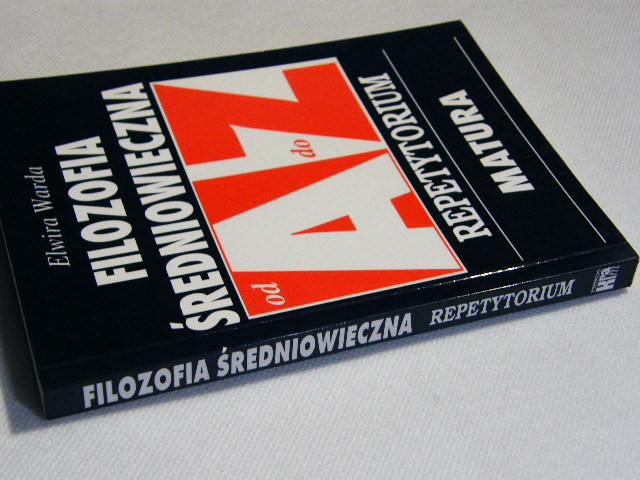 Elwira Warda
FILOZOFIA
ŚREDNIOWIECZNA
od A do Z
REPETYTORIUM
MATURA
FILOZOFIA ŚREDNIOWIECZNA REPETYTORIUM